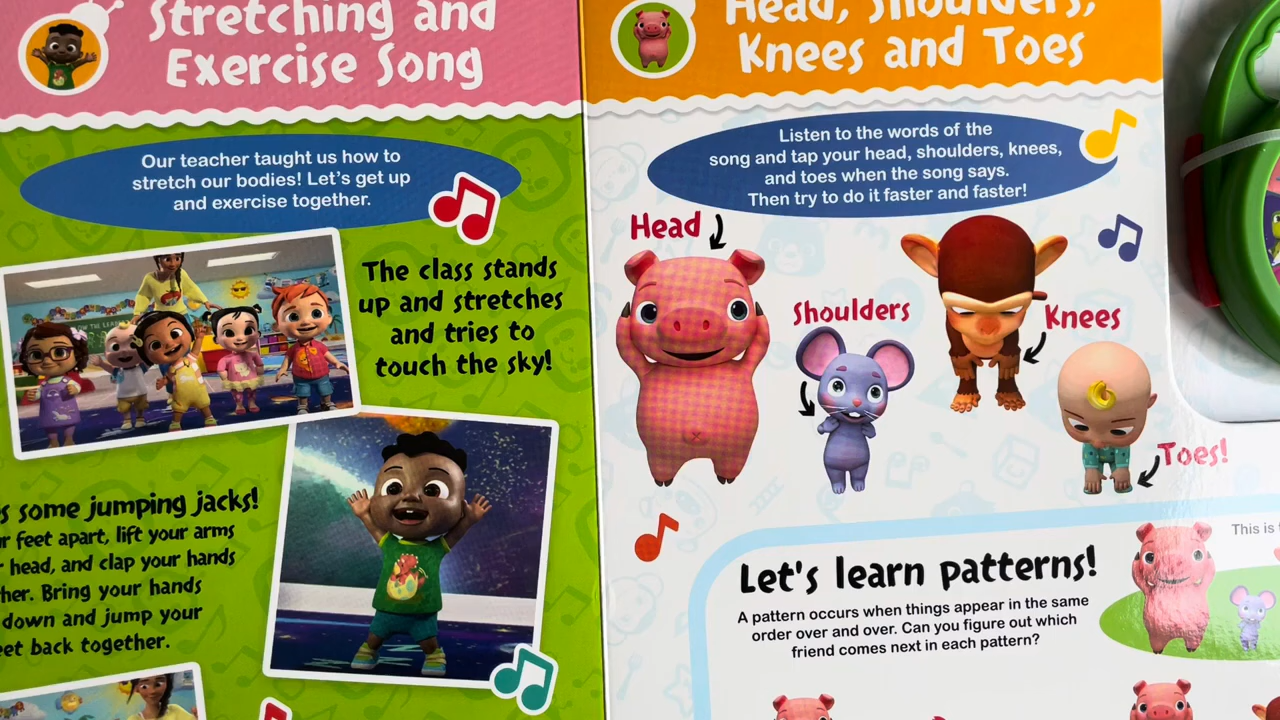 Stretching and
Exercise Song
Our teacher taught us how to
stretch our bodies! Let's get up
and exercise together.
The class stands
up and stretches
and tries to
touch the sky!
some jumping jacks!
feet apart, lift your arms
head, and clap your hands
Bring your hands
down and jump your
back together.
Head, Shoulders,
Knees and Toes
Listen to the words of the
song and tap your head, shoulders, knees,
and toes when the song says.
Then try to do it faster and faster!
Head
Shoulders
Knees
Toes!
Let's learn patterns!
A pattern occurs when things appear in the same
order over and over. Can you figure out which
friend comes next in each pattern?
This is